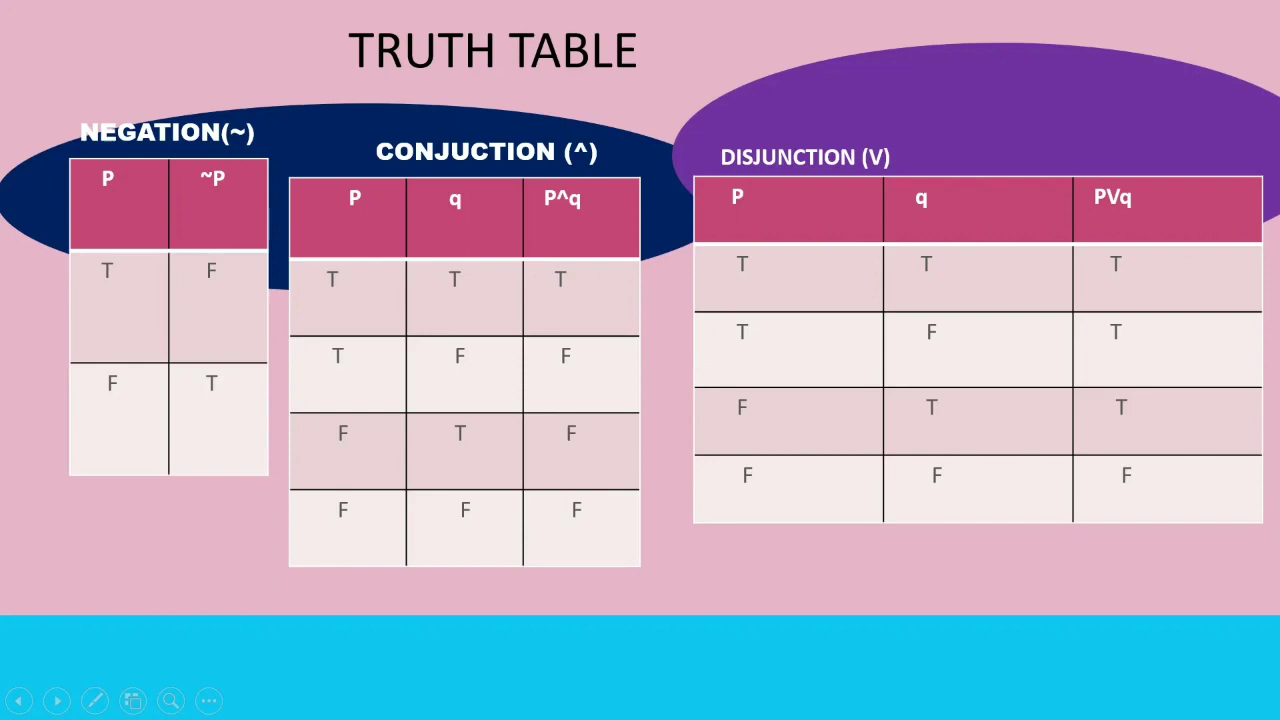 TRUTH TABLE
NEGATION(~)
P ~P
T F
F T
CONJUCTION (^)
P q P^q
T T T
T F F
F T F
F F F
DISJUNCTION (V)
P q PVq
T T T
T F T
F T T
F F F